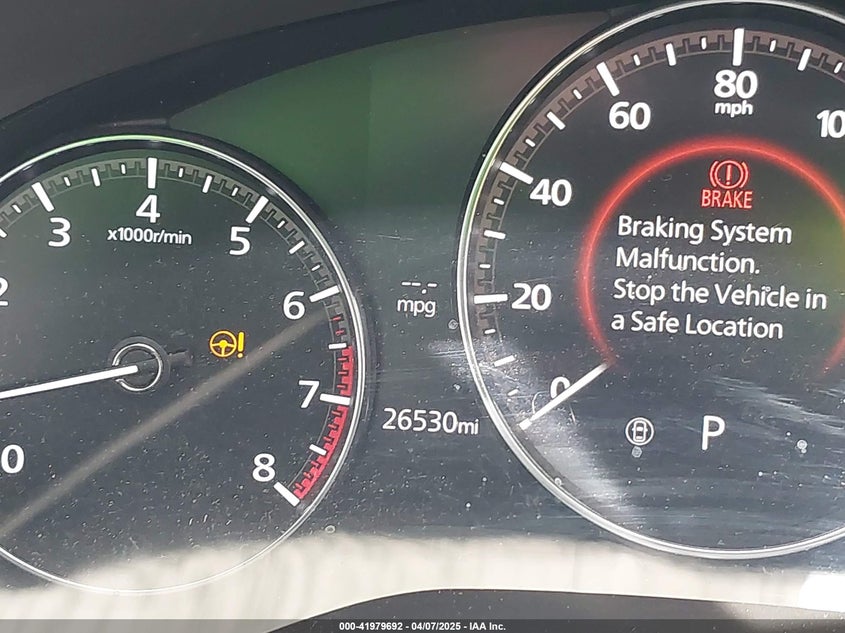 2
3
4
x1000r/min
5
6
7
8
0
--.-
mpg
26530mi
0
20
40
60
80
mph
BRAKE
Braking System
Malfunction.
Stop the Vehicle in
a Safe Location
P
000-41979692 - 04/07/2025 - IAA Inc.